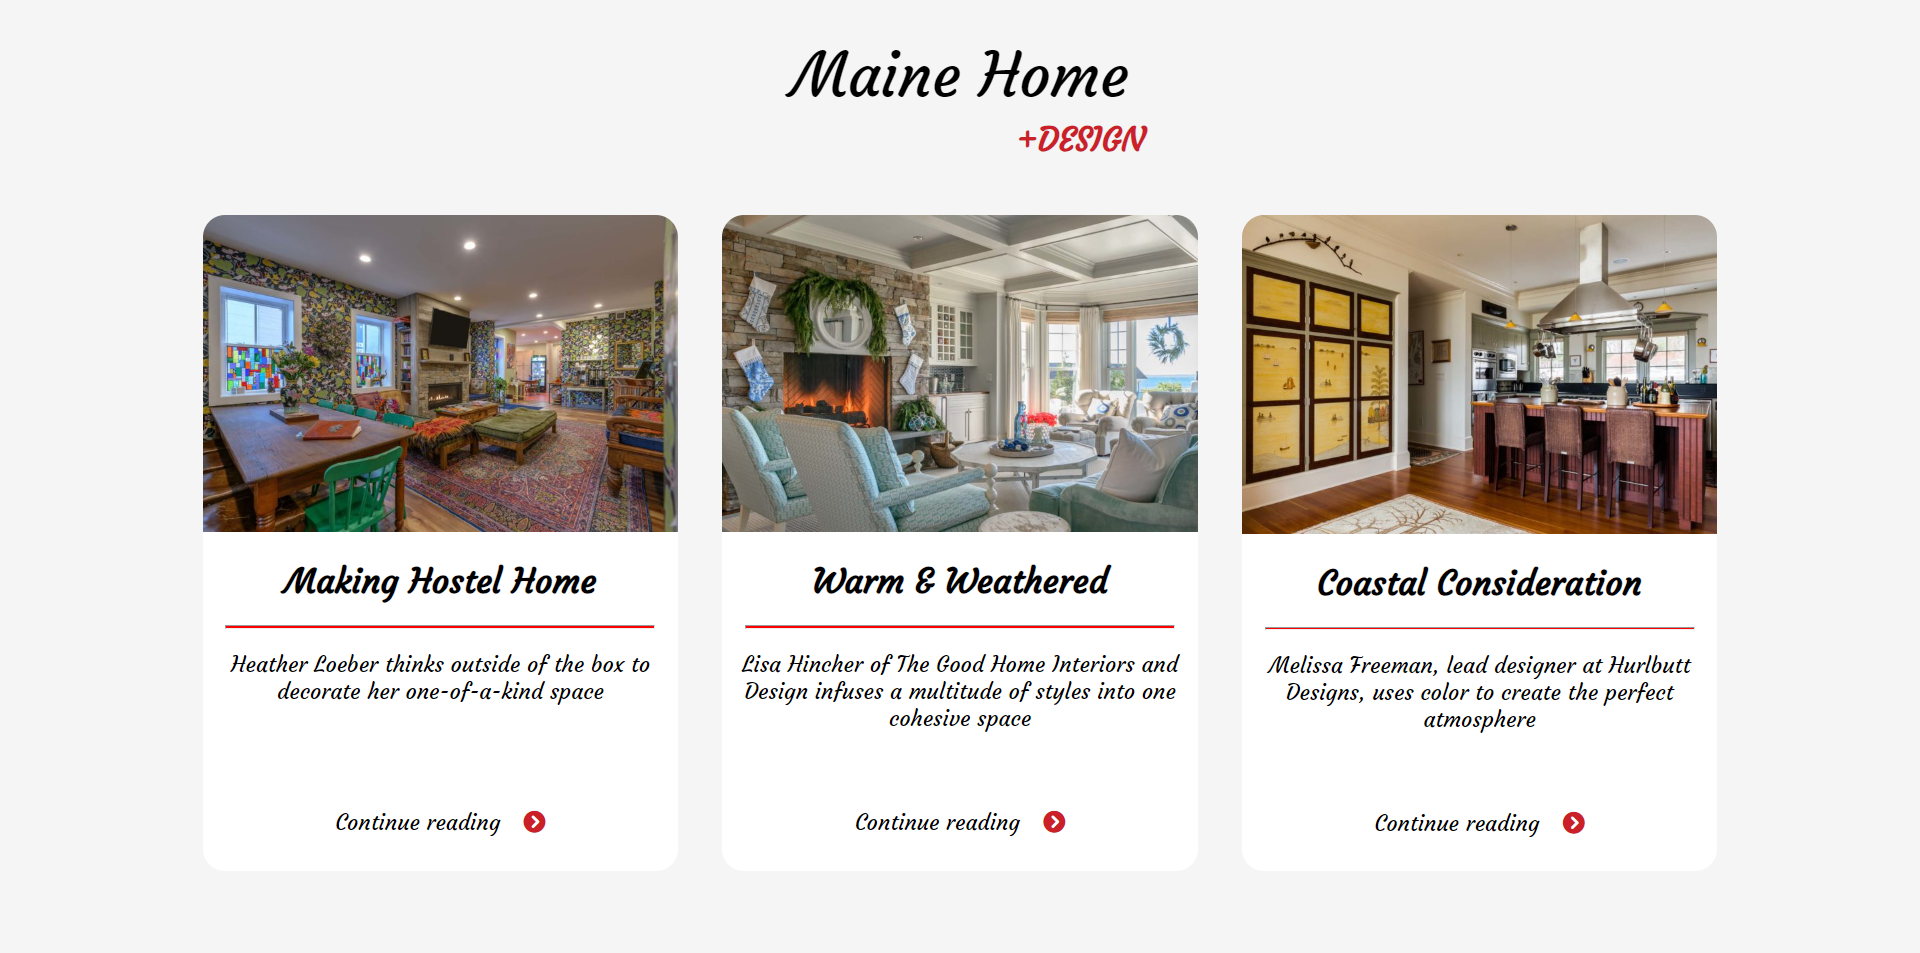 Maine Home
+DESIGN
Making Hostel Home
Heather Loeber thinks outside of the box to
decorate her one-of-a-kind space
Continue reading
Warm & Weathered
Lisa Hincher of The Good Home Interiors and
Design infuses a multitude of styles into one
cohesive space
Continue reading
Coastal Consideration
Melissa Freeman, lead designer at Hurlbutt
Designs, uses color to create the perfect
atmosphere
Continue reading